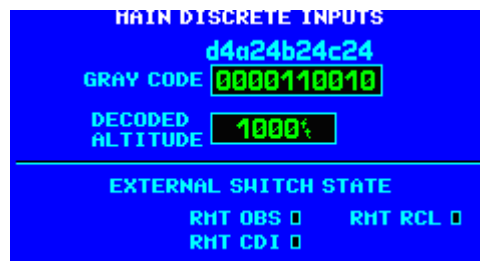 MAIN DISCRETE INPUTS
d4a24b24c24
GRAY CODE 0000110010
DECODED
ALTITUDE 1000ft
EXTERNAL SWITCH STATE
RMT OBS RMT RCL
RMT CDI